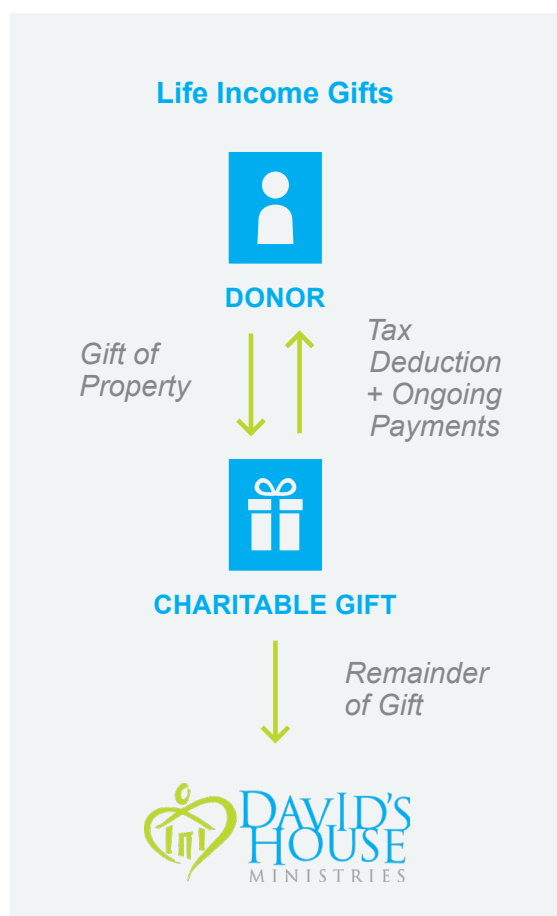 Life Income Gifts
DONOR
Gift of
Property
Tax
Deduction
+ Ongoing
Payments
CHARITABLE GIFT
Remainder
of Gift
DAVID'S
HOUSE
MINISTRIES